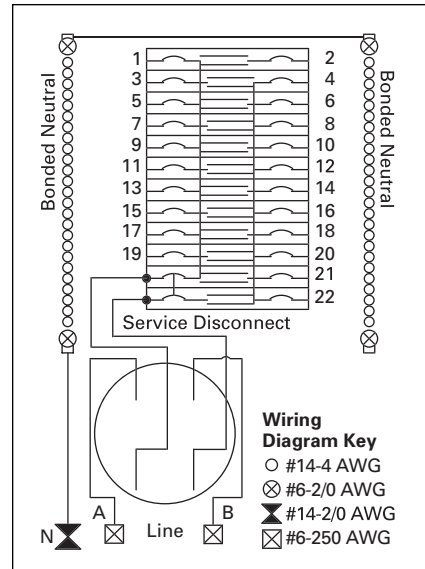 1 2
3 4
5 6
7 8
9 10
11 12
13 14
15 16
17 18
19 20
21
22
Bonded Neutral
Bonded Neutral
Service Disconnect
A
B
N
Line
Wiring
Diagram Key
#14-4 AWG
#6-2/0 AWG
#14-2/0 AWG
#6-250 AWG